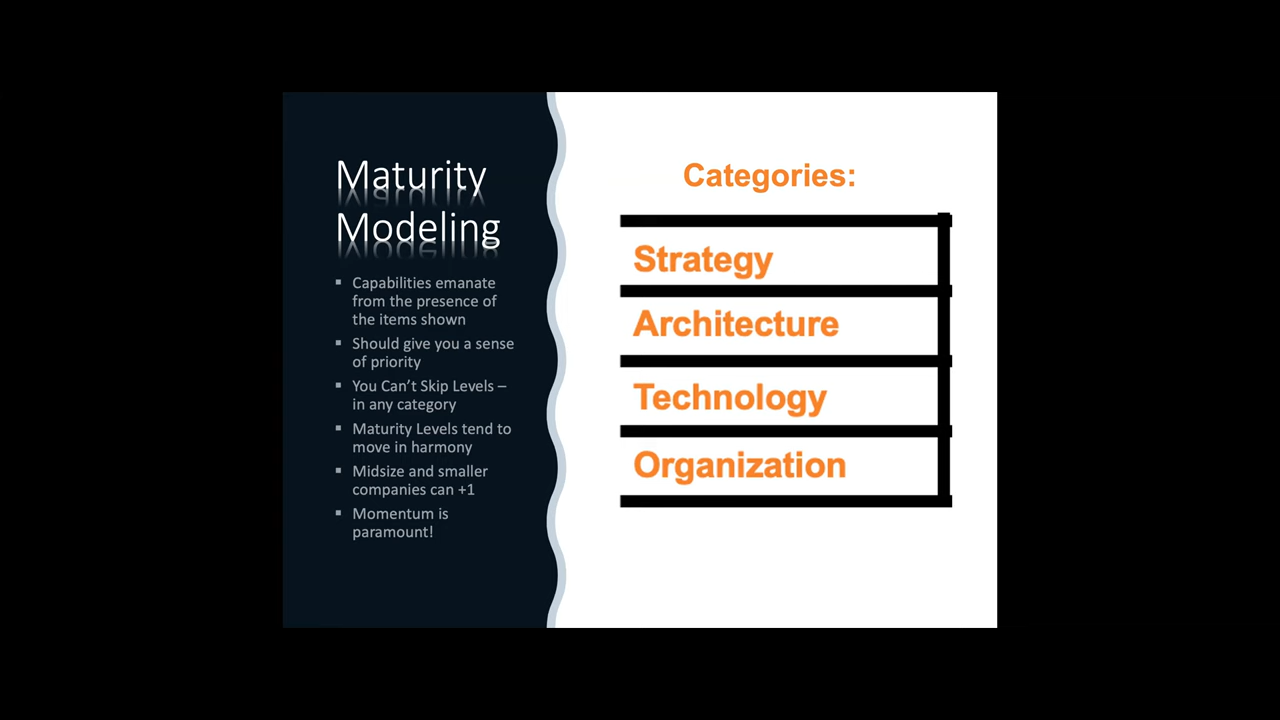 Maturity
Modeling
▪ Capabilities emanate
from the presence of
the items shown
▪ Should give you a sense
of priority
▪ You Can't Skip Levels –
in any category
▪ Maturity Levels tend to
move in harmony
▪ Midsize and smaller
companies can +1
▪ Momentum is
paramount!
Categories:
Strategy
Architecture
Technology
Organization